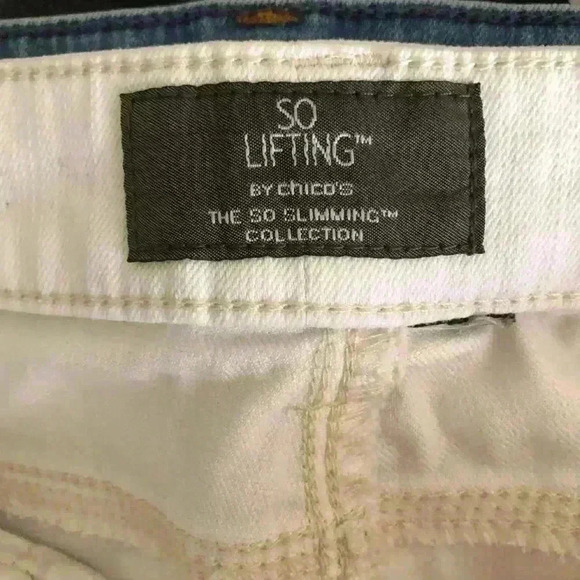 SO
LIFTING™
BY chico's
THE SO SLIMMING™
COLLECTION